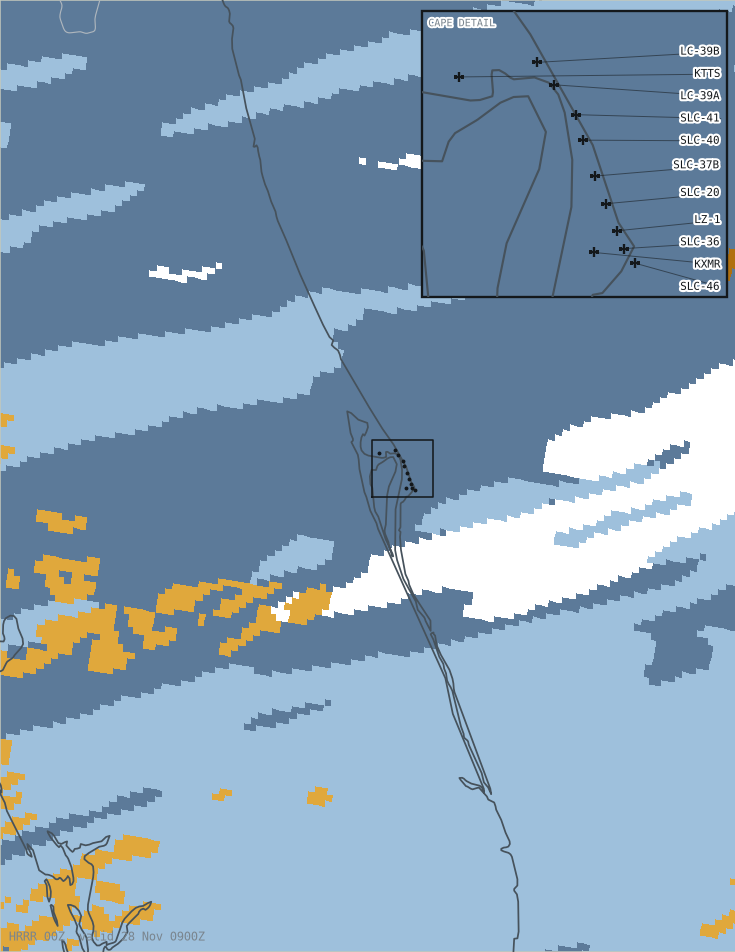 CAPE DETAIL
LC-39B
KTTS
LC-39A
SLC-41
SLC-40
SLC-37B
SLC-20
LZ-1
SLC-36
KXMR
SLC-46
HRRR 00Z, valid 28 Nov 0900Z